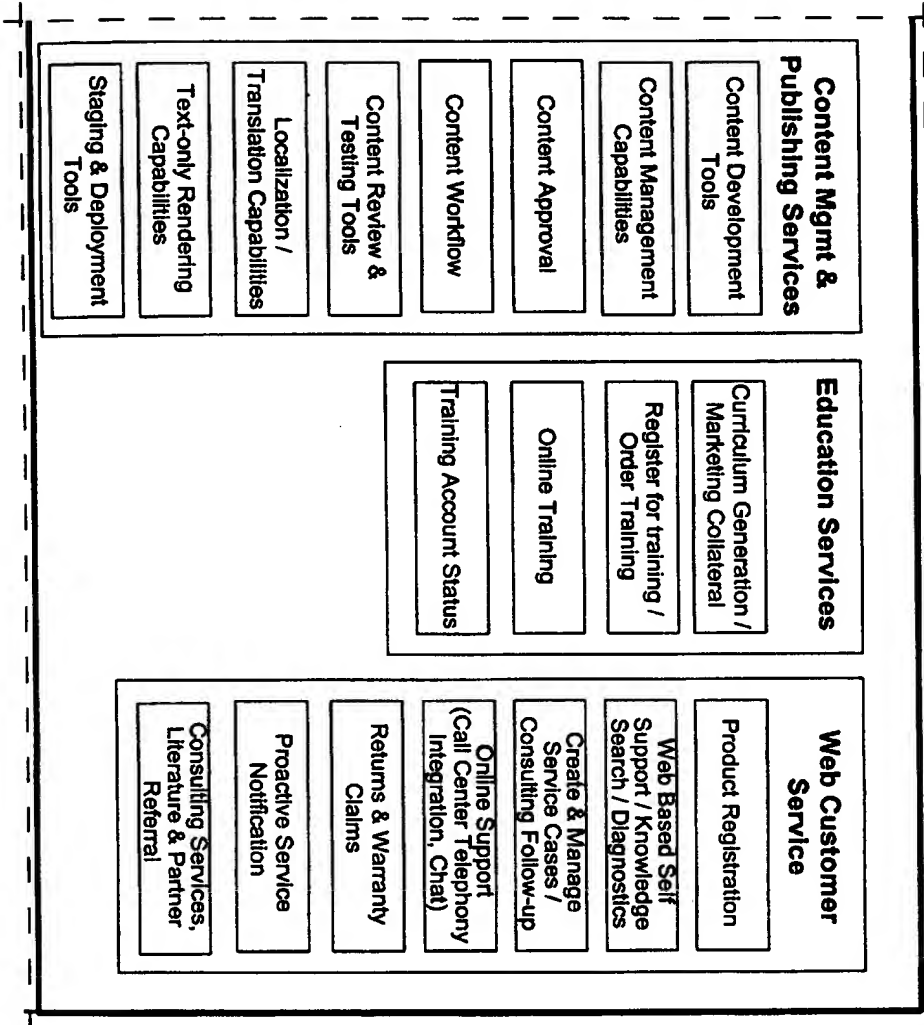 Content Mgmt &
Publishing Services
Content Development
Tools
Content Management
Capabilities
Content Approval
Content Workflow
Content Review &
Testing Tools
Localization /
Translation Capabilities
Text-only Rendering
Capabilities
Staging & Deployment
Tools
Education Services
Curriculum Generation /
Marketing Collateral
Register for training /
Order Training
Online Training
Training Account Status
Web Customer
Service
Product Registration
Web Based Self
Support / Knowledge
Search / Diagnostics
Create & Manage
Service Cases /
Consulting Follow-up
Online Support
(Call Center Telephony
Integration, Chat)
Returns & Warranty
Claims
Proactive Service
Notification
Consulting Services,
Literature & Partner
Referral